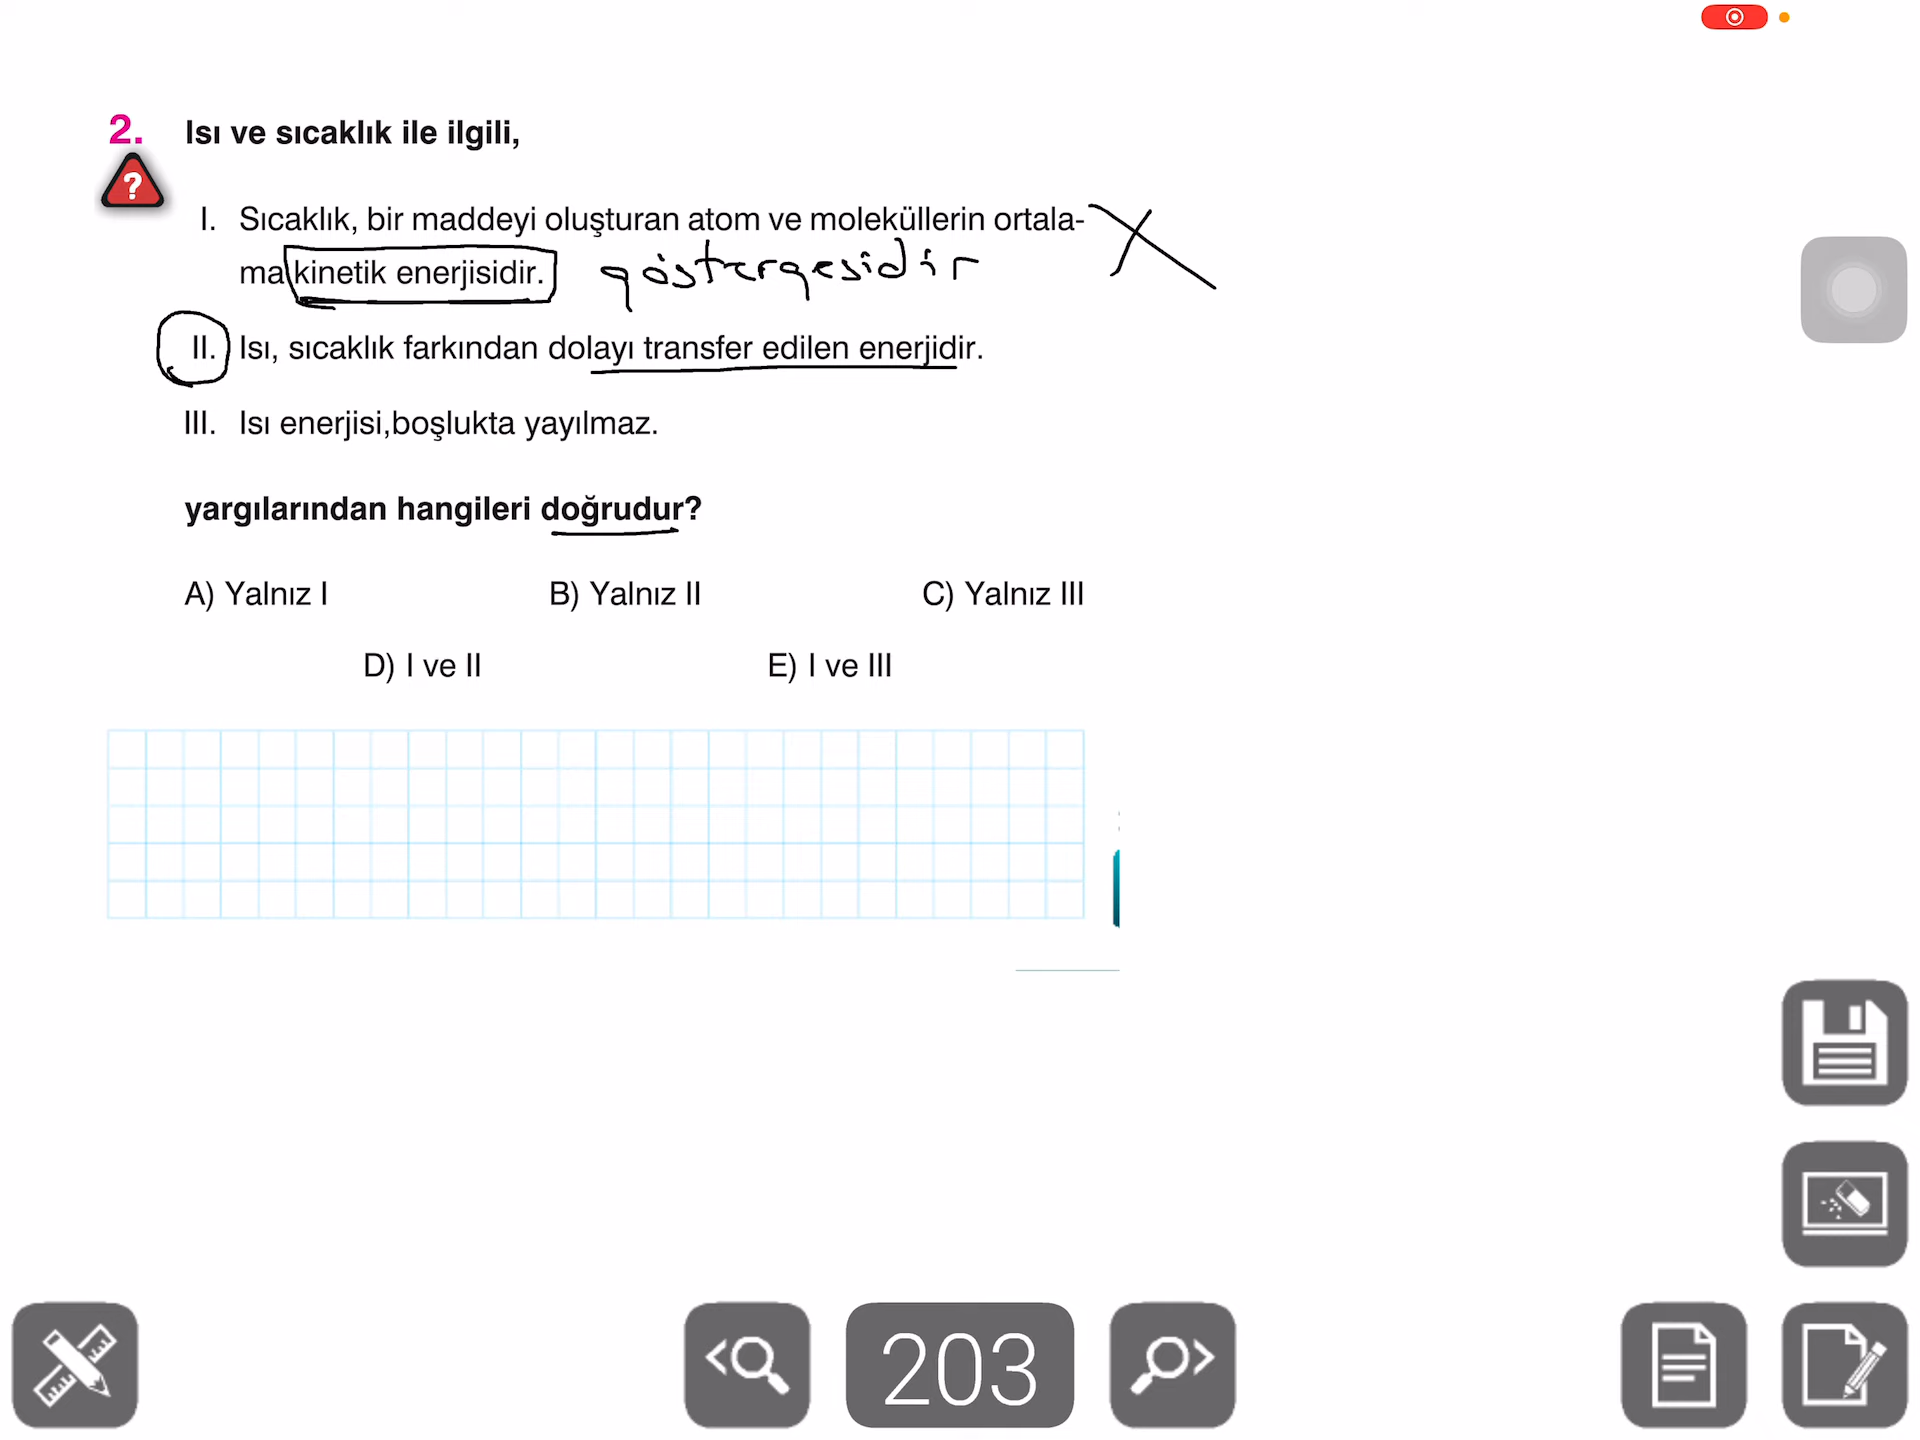 2. Isı ve sıcaklık ile ilgili,
?
I. Sıcaklık, bir maddeyi oluşturan atom ve moleküllerin ortala-
ma kinetik enerjisidir. göstergesidir
II. Isı, sıcaklık farkından dolayı transfer edilen enerjidir.
III. Isı enerjisi,boşlukta yayılmaz.
yargılarından hangileri doğrudur?
A) Yalnız I B) Yalnız II C) Yalnız III
D) I ve II E) I ve III
203